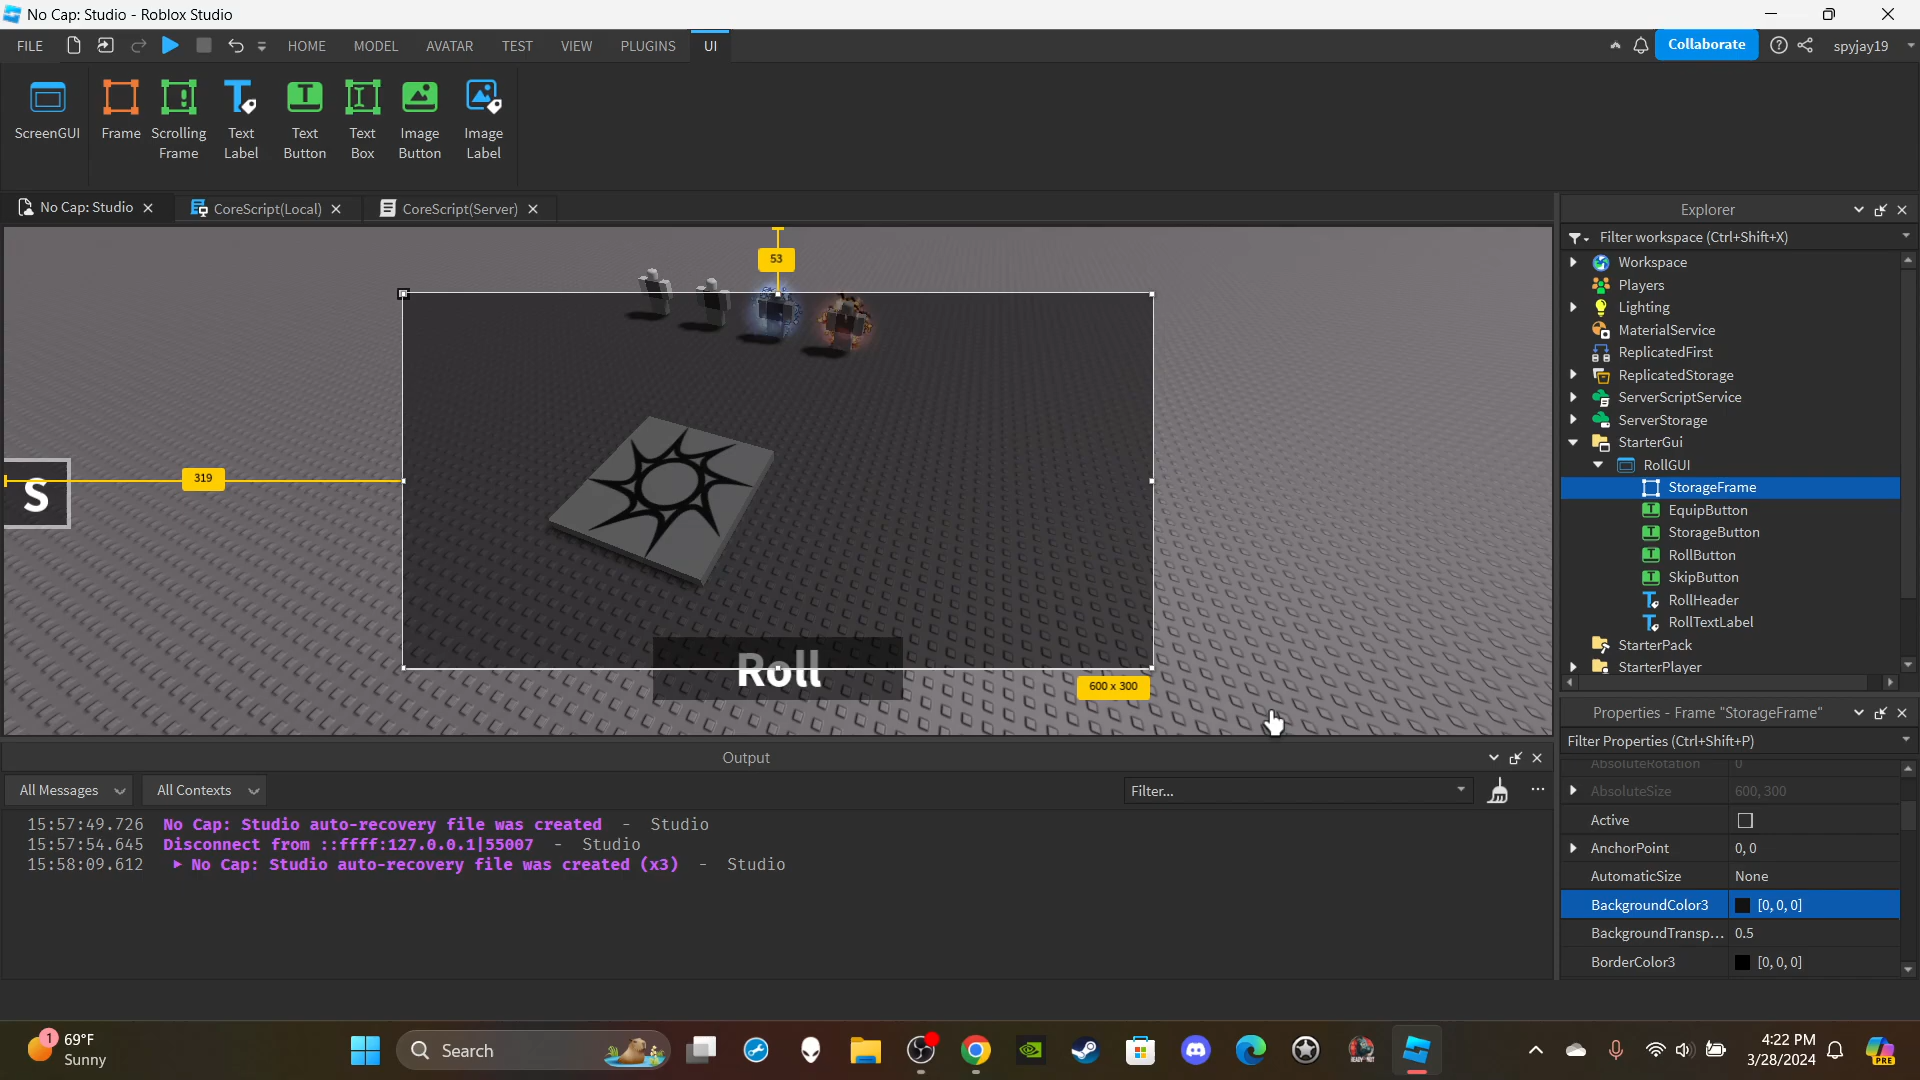 No Cap: Studio - Roblox Studio
FILE HOME MODEL AVATAR TEST VIEW PLUGINS UI Collaborate spyjay19
ScreenGUI
Frame
Scrolling Frame
Text Label
Text Button
Text Box
Image Button
Image Label
No Cap: Studio
CoreScript(Local)
CoreScript(Server)
53
319
S
Roll
600 x 300
Explorer
Filter workspace (Ctrl+Shift+X)
Workspace
Players
Lighting
MaterialService
ReplicatedFirst
ReplicatedStorage
ServerScriptService
ServerStorage
StarterGui
RollGUI
StorageFrame
EquipButton
StorageButton
RollButton
SkipButton
RollHeader
RollTextLabel
StarterPack
StarterPlayer
Properties - Frame "StorageFrame"
Filter Properties (Ctrl+Shift+P)
AbsoluteRotation 0
AbsoluteSize 600, 300
Active
AnchorPoint 0, 0
AutomaticSize None
BackgroundColor3 [0, 0, 0]
BackgroundTransp... 0.5
BorderColor3 [0, 0, 0]
Output
All Messages All Contexts Filter...
15:57:49.726 No Cap: Studio auto-recovery file was created - Studio
15:57:54.645 Disconnect from ::ffff:127.0.0.1|55007 - Studio
15:58:09.612 No Cap: Studio auto-recovery file was created (x3) - Studio
1
69°F
Sunny
Search
4:22 PM
3/28/2024
PRE